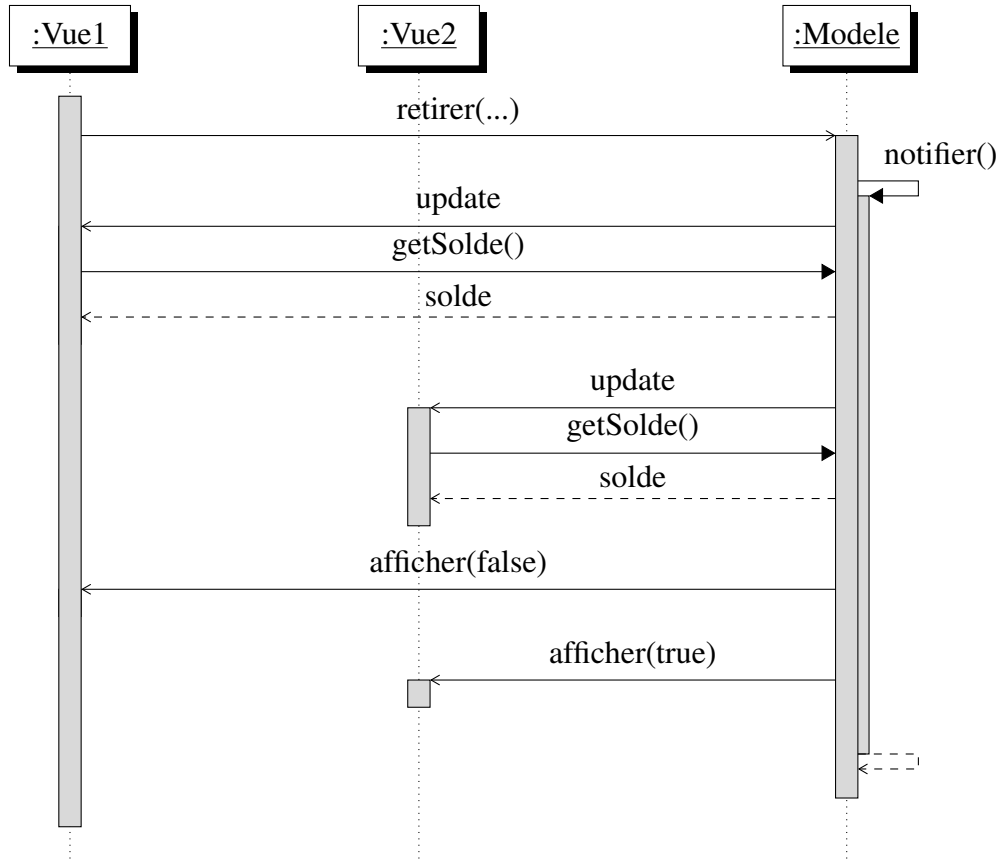 :Vue1
:Vue2
:Modele
retirer(...)
notifier()
update
getSolde()
solde
update
getSolde()
solde
afficher(false)
afficher(true)